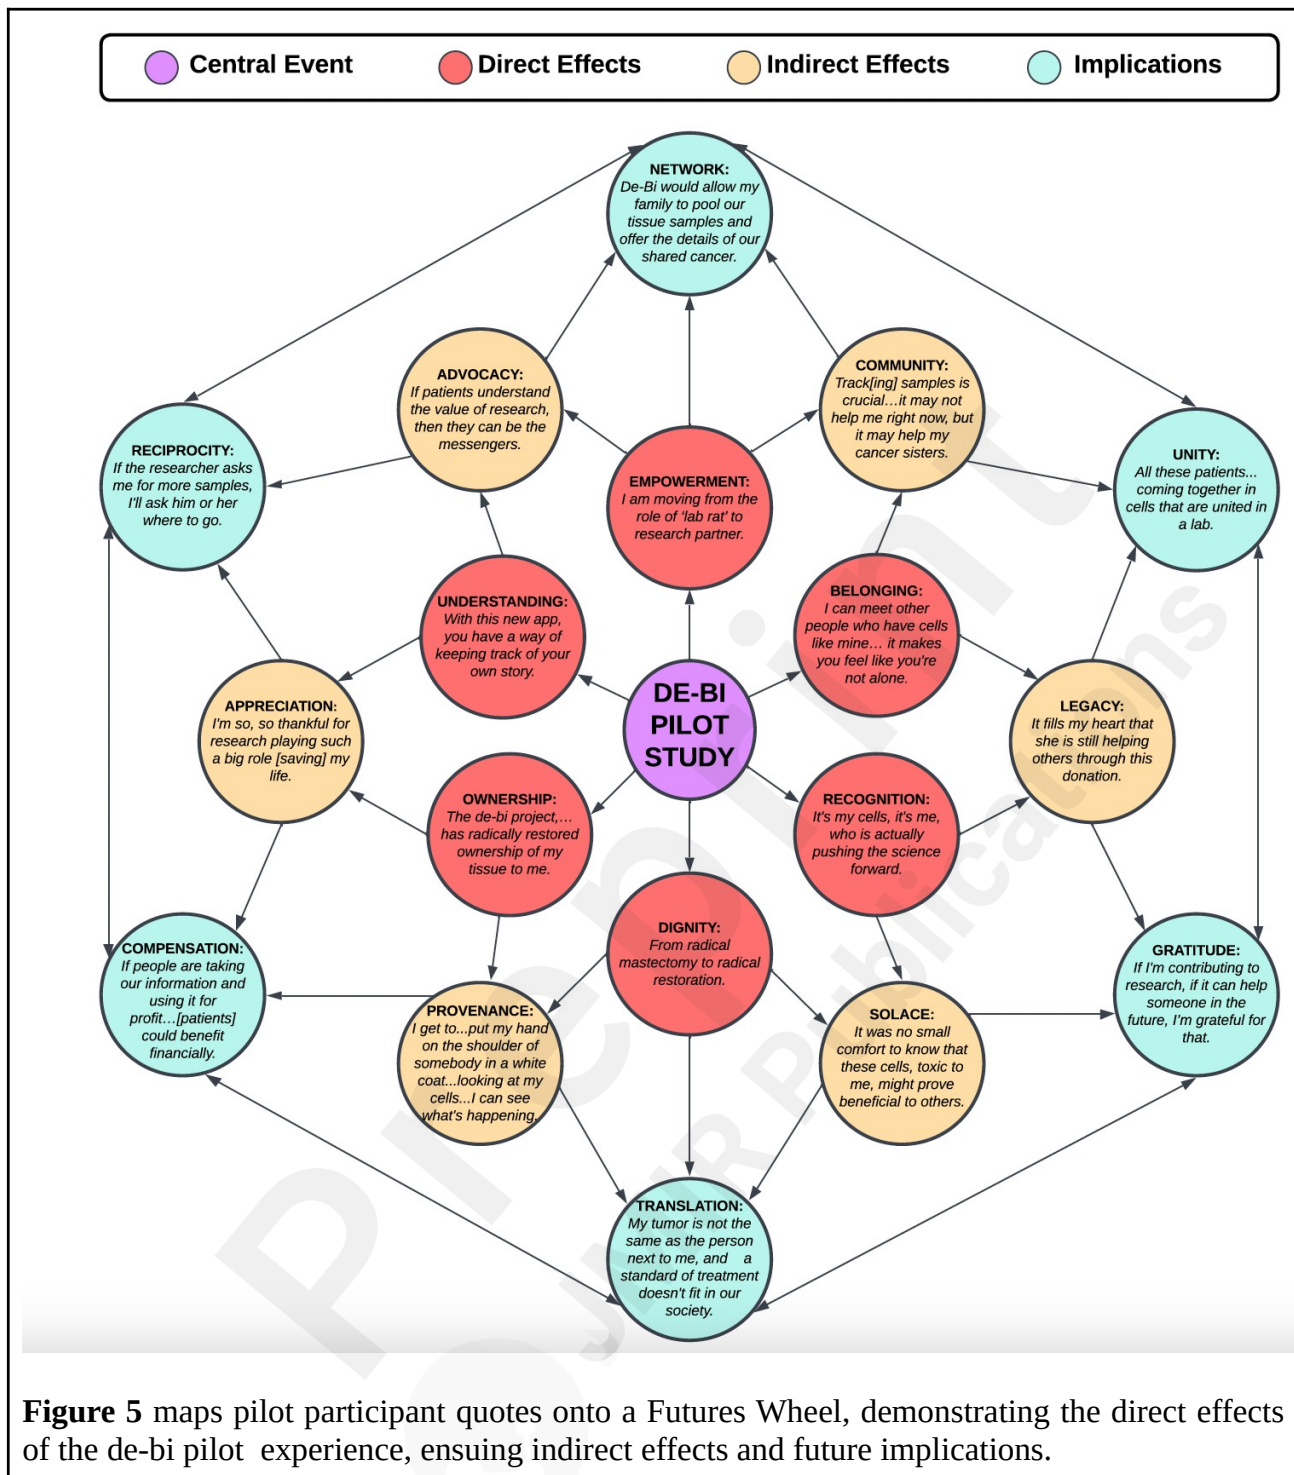 Central Event
Direct Effects
Indirect Effects
Implications
NETWORK:
De-Bi would allow my
family to pool our
tissue samples and
offer the details of our
shared cancer.
ADVOCACY:
If patients understand
the value of research,
then they can be the
messengers.
COMMUNITY:
Track[ing] samples is
crucial...it may not
help me right now, but
it may help my
cancer sisters.
RECIPROCITY:
If the researcher asks
me for more samples,
I'll ask him or her
where to go.
EMPOWERMENT:
I am moving from the
role of 'lab rat' to
research partner.
UNITY:
All these patients...
coming together in
cells that are united in
a lab.
UNDERSTANDING:
With this new app,
you have a way of
keeping track of your
own story.
BELONGING:
I can meet other
people who have cells
like mine... it makes
you feel like you're
not alone.
DE-BI
PILOT
STUDY
APPRECIATION:
I'm so, so thankful for
research playing such
a big role [saving] my
life.
LEGACY:
It fills my heart that
she is still helping
others through this
donation.
OWNERSHIP:
The de-bi project,...
has radically restored
ownership of my
tissue to me.
RECOGNITION:
It's my cells, it's me,
who is actually
pushing the science
forward.
DIGNITY:
From radical
mastectomy to radical
restoration.
COMPENSATION:
If people are taking
our information and
using it for
profit...[patients]
could benefit
financially.
GRATITUDE:
If I'm contributing to
research, if it can help
someone in the
future, I'm grateful for
that.
PROVENANCE:
I get to...put my hand
on the shoulder of
somebody in a white
coat...looking at my
cells...I can see
what's happening.
SOLACE:
It was no small
comfort to know that
these cells, toxic to
me, might prove
beneficial to others.
TRANSLATION:
My tumor is not the
same as the person
next to me, and a
standard of treatment
doesn't fit in our
society.
Preprint
JMIR Publications
Figure 5 maps pilot participant quotes onto a Futures Wheel, demonstrating the direct effects
of the de-bi pilot experience, ensuing indirect effects and future implications.